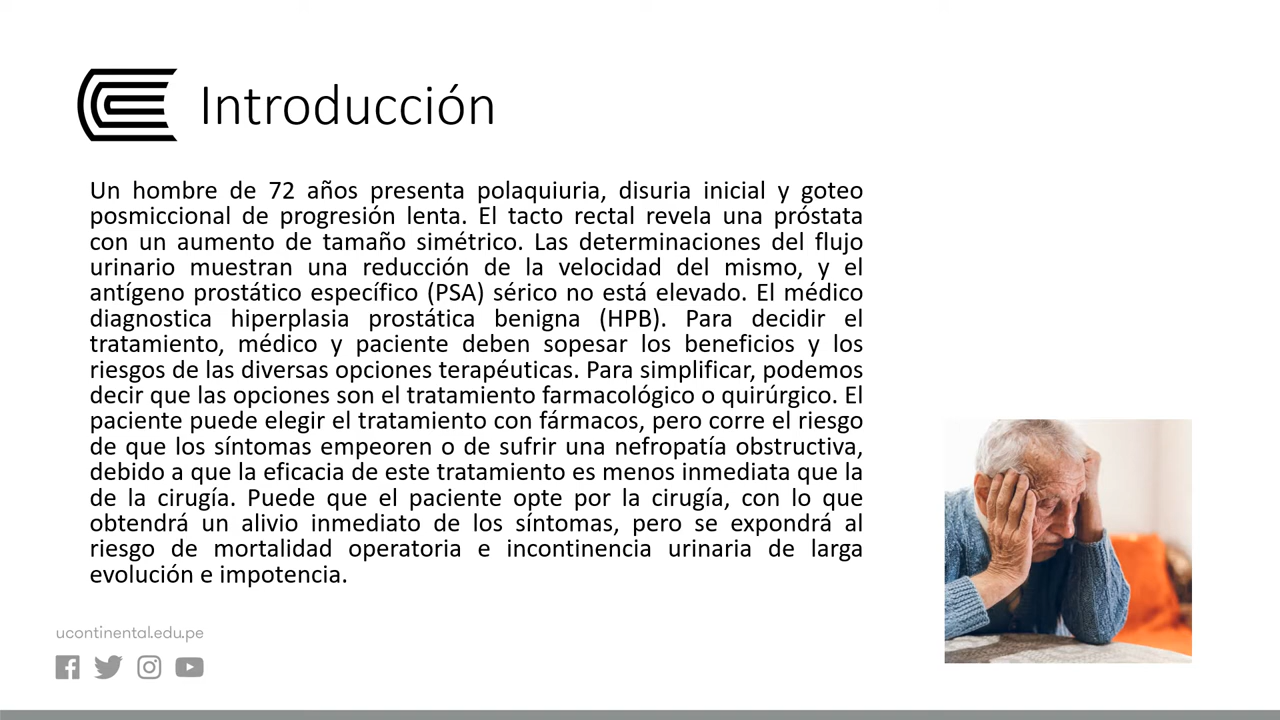 Introducción
Un hombre de 72 años presenta polaquiuria, disuria inicial y goteo
posmiccional de progresión lenta. El tacto rectal revela una próstata
con un aumento de tamaño simétrico. Las determinaciones del flujo
urinario muestran una reducción de la velocidad del mismo, y el
antígeno prostático específico (PSA) sérico no está elevado. El médico
diagnostica hiperplasia prostática benigna (HPB). Para decidir el
tratamiento, médico y paciente deben sopesar los beneficios y los
riesgos de las diversas opciones terapéuticas. Para simplificar, podemos
decir que las opciones son el tratamiento farmacológico o quirúrgico. El
paciente puede elegir el tratamiento con fármacos, pero corre el riesgo
de que los síntomas empeoren o de sufrir una nefropatía obstructiva,
debido a que la eficacia de este tratamiento es menos inmediata que la
de la cirugía. Puede que el paciente opte por la cirugía, con lo que
obtendrá un alivio inmediato de los síntomas, pero se expondrá al
riesgo de mortalidad operatoria e incontinencia urinaria de larga
evolución e impotencia.
ucontinental.edu.pe